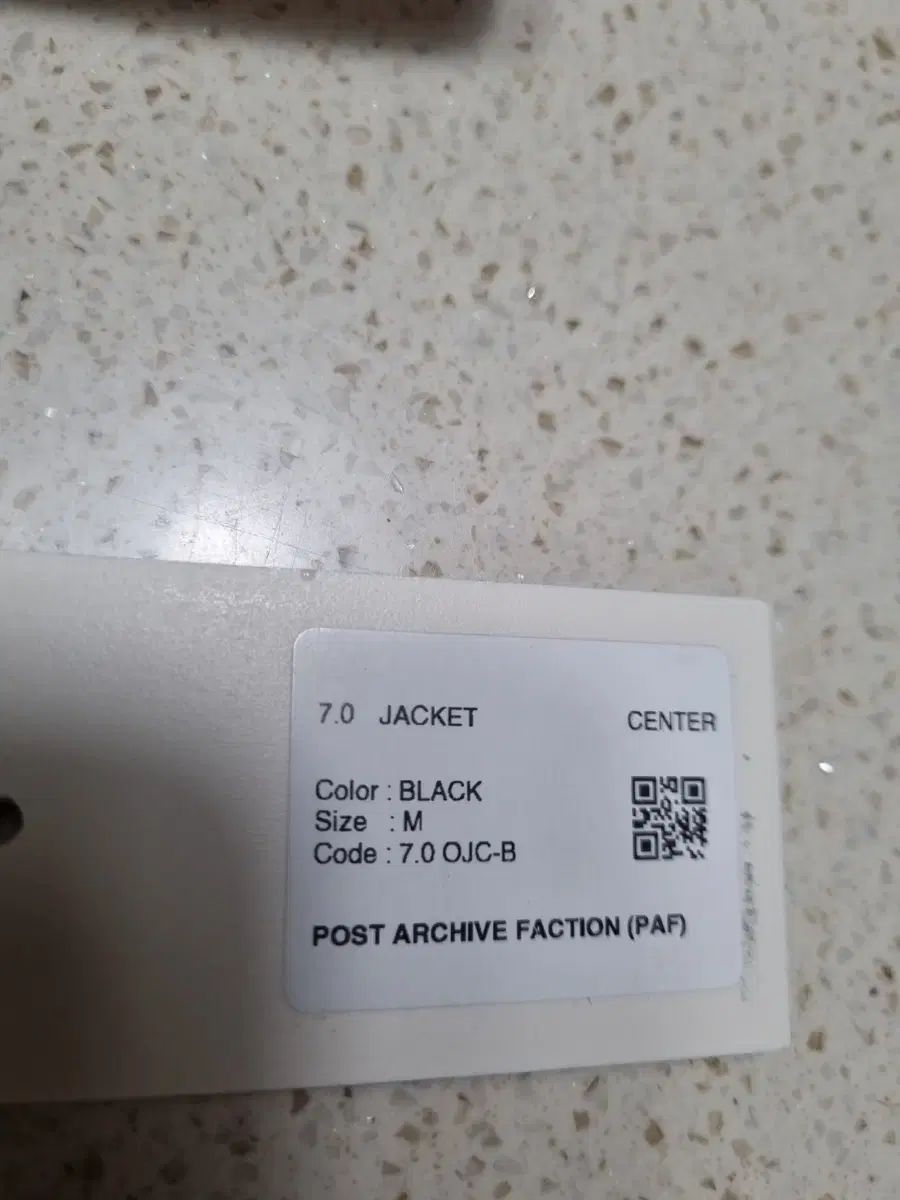 7.0 JACKET CENTER
Color : BLACK
Size : M
Code : 7.0 OJC-B
POST ARCHIVE FACTION (PAF)